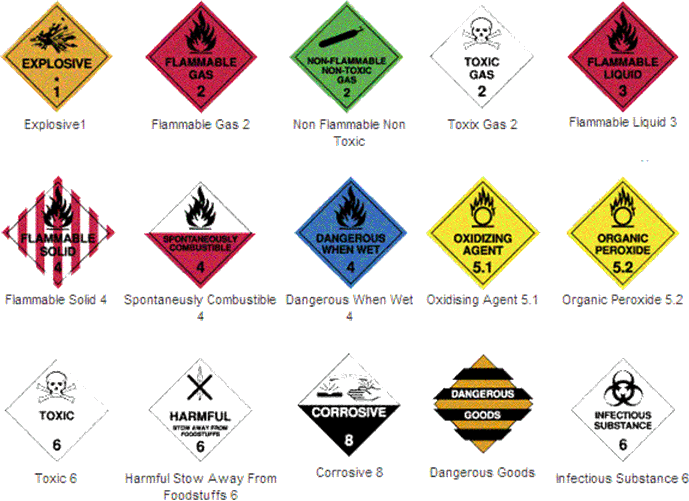 EXPLOSIVE
1
Explosive1
FLAMMABLE
GAS
2
Flammable Gas 2
NON-FLAMMABLE
NON-TOXIC
GAS
2
Non Flammable Non
Toxic
TOXIC
GAS
2
Toxix Gas 2
FLAMMABLE
LIQUID
3
Flammable Liquid 3
FLAMMABLE
SOLID
4
Flammable Solid 4
SPONTANEOUSLY
COMBUSTIBLE
4
Spontaneusly Combustible
4
DANGEROUS
WHEN WET
4
Dangerous When Wet
4
OXIDIZING
AGENT
5.1
Oxidising Agent 5.1
ORGANIC
PEROXIDE
5.2
Organic Peroxide 5.2
TOXIC
6
Toxic 6
HARMFUL
STOW AWAY FROM
FOODSTUFFS
6
Harmful Stow Away From
Foodstuffs 6
CORROSIVE
8
Corrosive 8
DANGEROUS
GOODS
Dangerous Goods
INFECTIOUS
SUBSTANCE
6
Infectious Substance 6